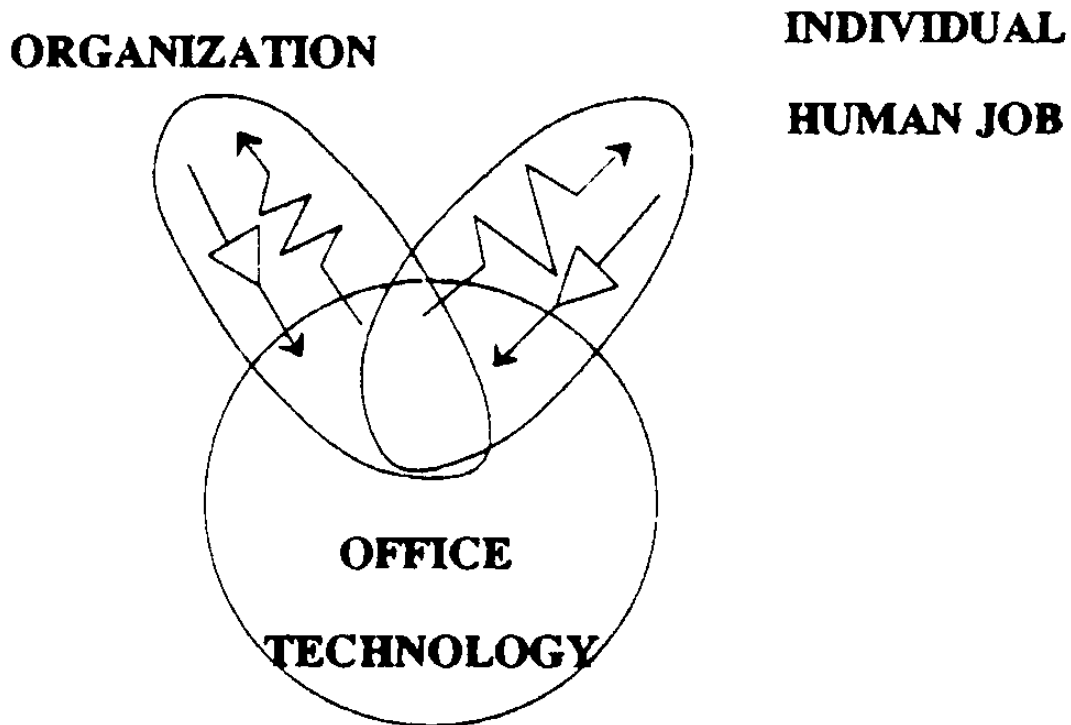 ORGANIZATION
INDIVIDUAL
HUMAN JOB
OFFICE
TECHNOLOGY